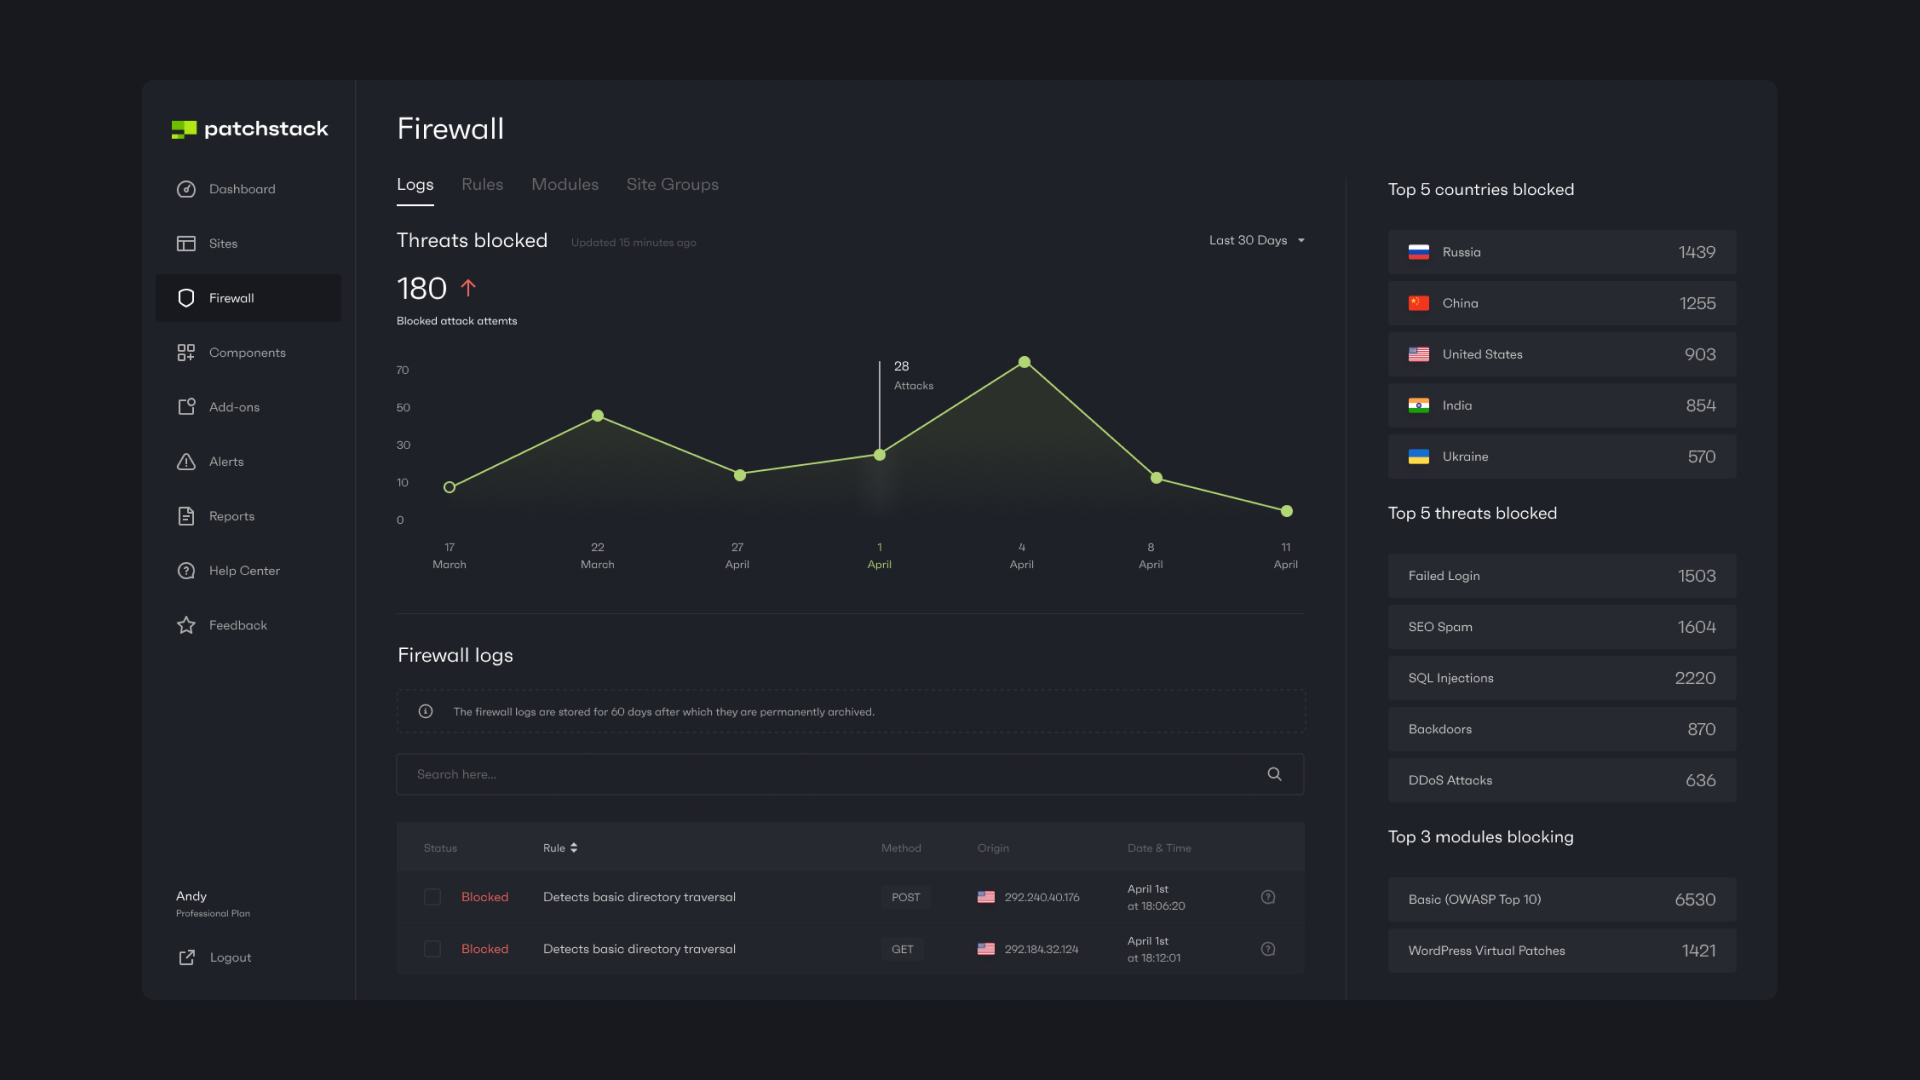 patchstack
Dashboard
Sites
Firewall
Components
Add-ons
Alerts
Reports
Help Center
Feedback
Andy
Professional Plan
Logout
Firewall
Logs Rules Modules Site Groups
Threats blocked Updated 15 minutes ago Last 30 Days
180
Blocked attack attemts
70
50
30
10
0
28
Attacks
17 22 27 1 4 8 11
March March April April April April April
Firewall logs
The firewall logs are stored for 60 days after which they are permanently archived.
Search here...
Status Rule Method Origin Date & Time
Blocked Detects basic directory traversal POST 292.240.40.176 April 1st
at 18:06:20
Blocked Detects basic directory traversal GET 292.184.32.124 April 1st
at 18:12:01
Top 5 countries blocked
Russia 1439
China 1255
United States 903
India 854
Ukraine 570
Top 5 threats blocked
Failed Login 1503
SEO Spam 1604
SQL Injections 2220
Backdoors 870
DDoS Attacks 636
Top 3 modules blocking
Basic (OWASP Top 10) 6530
WordPress Virtual Patches 1421